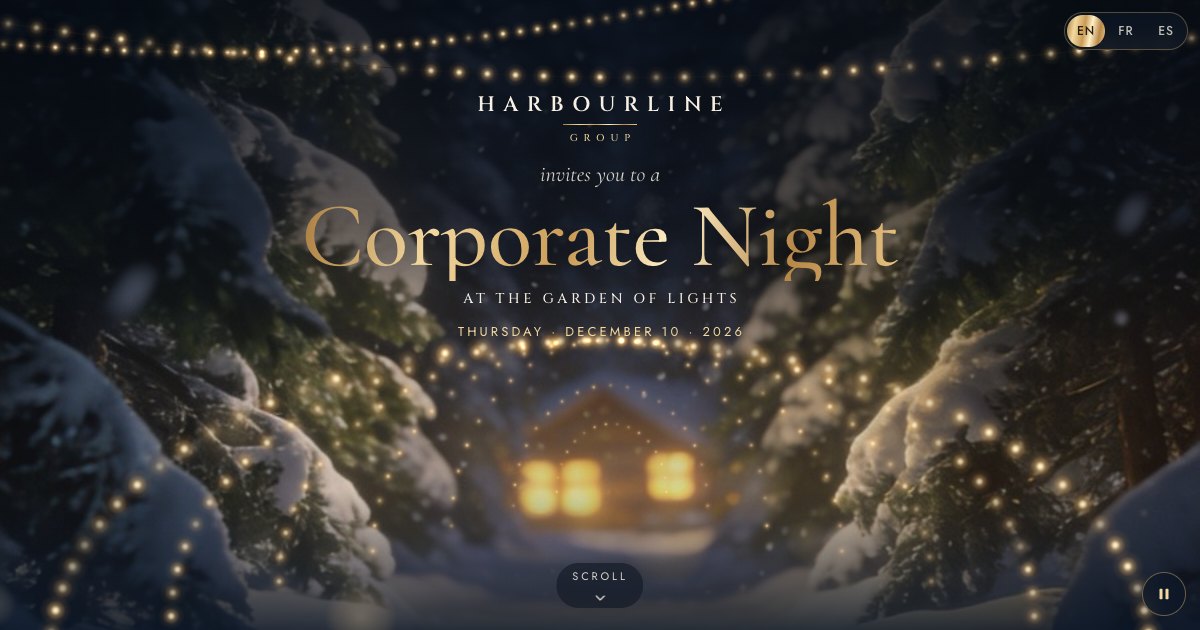 EN FR ES
HARBOURLINE
GROUP
invites you to a
Corporate Night
AT THE GARDEN OF LIGHTS
THURSDAY · DECEMBER 10 · 2026
SCROLL